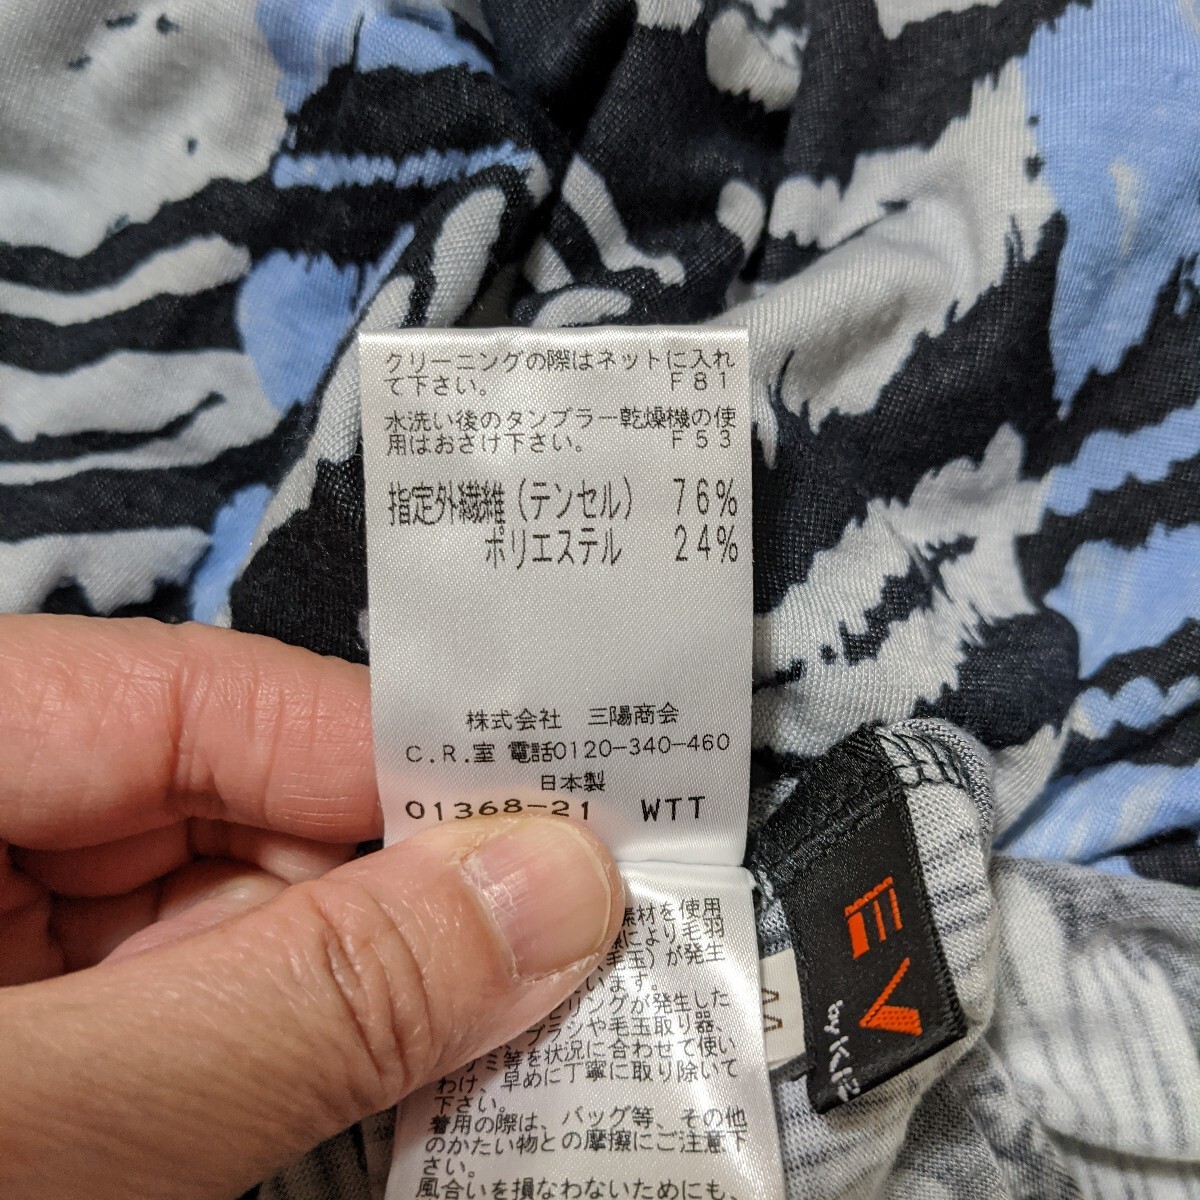 クリーニングの際はネットに入れ
て下さい。 F81
水洗い後のタンブラー乾燥機の使
用はおさけ下さい。 F53
指定外繊維(テンセル) 76%
ポリエステル 24%
株式会社 三陽商会
C.R.室 電話0120-340-460
日本製
01368-21 WTT
素材を使用
により毛羽
毛玉)が発生
います。
リングが発生した
ブラシや毛玉取り器、
ミ等を状況に合わせて使い
わけ、早めに丁寧に取り除いて
下さい。
着用の際は、バッグ等、その他
のかたい物との摩擦にご注意下
さい。
風合いを損なわないためにも、
M
EV
by